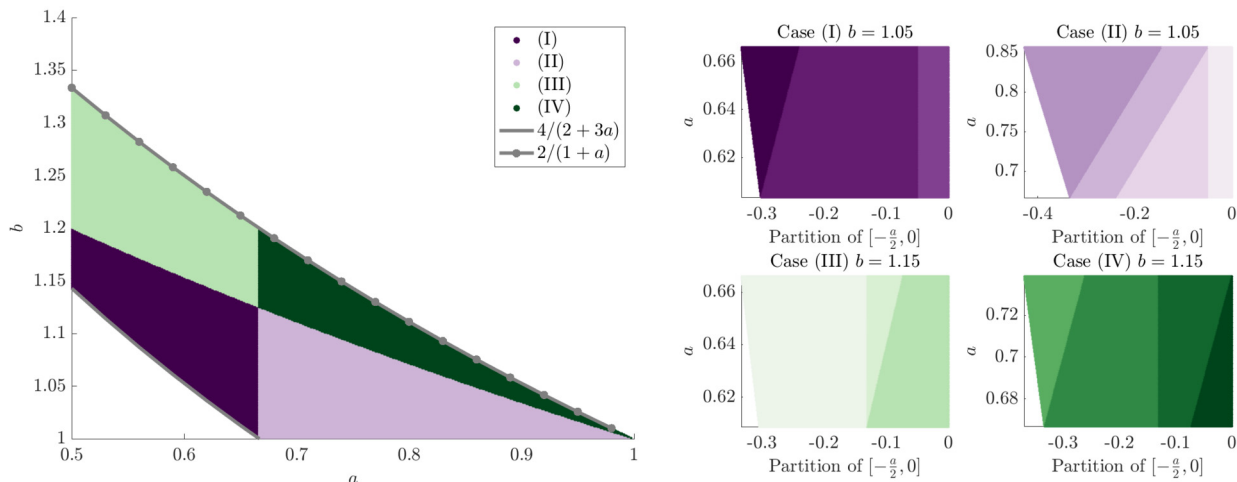 1.4
1.35
1.3
1.25
1.2
1.15
1.1
1.05
1
b
0.5
0.6
0.7
0.8
0.9
1
a
(I)
(II)
(III)
(IV)
4/(2 + 3a)
2/(1 + a)
Case (I) b = 1.05
0.66
0.64
0.62
a
-0.3 -0.2 -0.1 0
Partition of [−a/2, 0]
Case (II) b = 1.05
0.85
0.8
0.75
0.7
a
-0.4 -0.2 0
Partition of [−a/2, 0]
Case (III) b = 1.15
0.66
0.64
0.62
a
-0.3 -0.2 -0.1 0
Partition of [−a/2, 0]
Case (IV) b = 1.15
0.72
0.7
0.68
a
-0.3 -0.2 -0.1 0
Partition of [−a/2, 0]